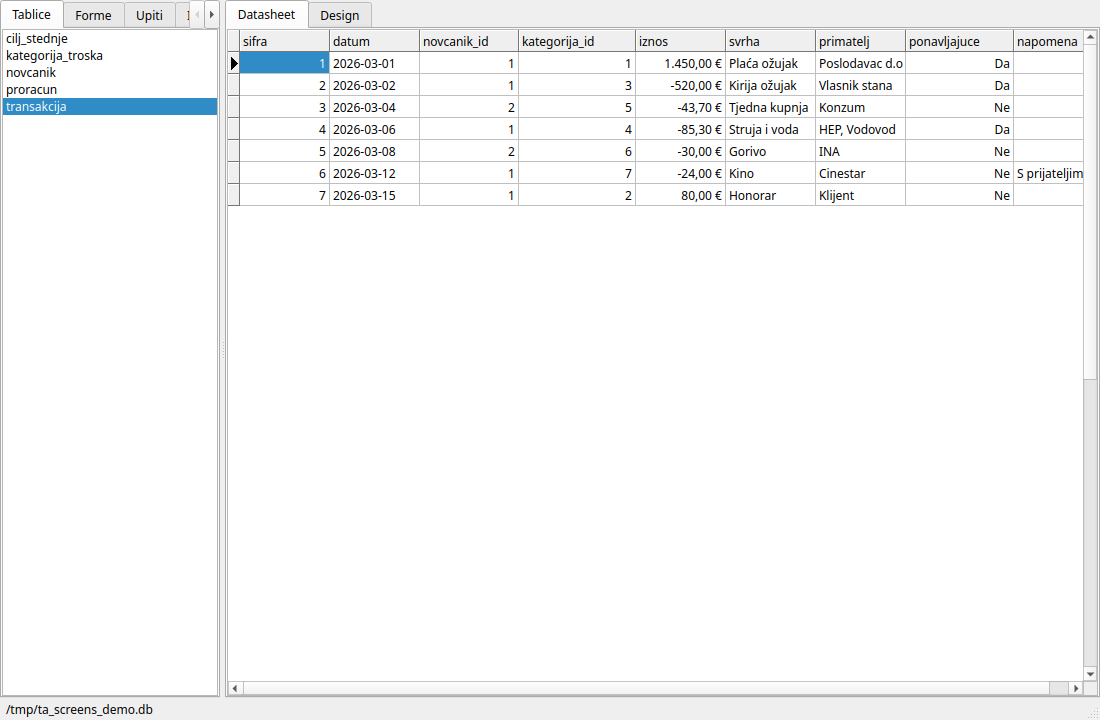 Tablice Forme Upiti Datasheet Design
cilj_stednje
kategorija_troska
novcanik
proracun
transakcija
sifra datum novcanik_id kategorija_id iznos svrha primatelj ponavljajuce napomena
1 2026-03-01 1 1 1.450,00 € Plaća ožujak Poslodavac d.o Da
2 2026-03-02 1 3 -520,00 € Kirija ožujak Vlasnik stana Da
3 2026-03-04 2 5 -43,70 € Tjedna kupnja Konzum Ne
4 2026-03-06 1 4 -85,30 € Struja i voda HEP, Vodovod Da
5 2026-03-08 2 6 -30,00 € Gorivo INA Ne
6 2026-03-12 1 7 -24,00 € Kino Cinestar Ne S prijateljim
7 2026-03-15 1 2 80,00 € Honorar Klijent Ne
/tmp/ta_screens_demo.db